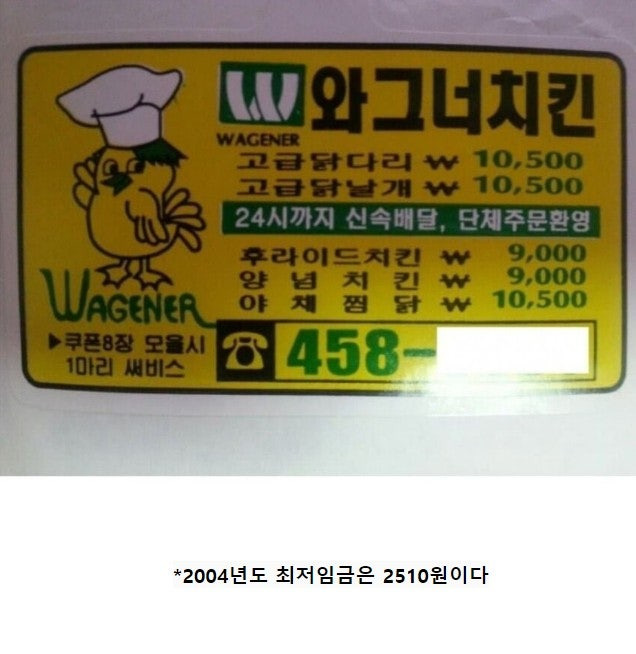 W 와그너치킨
WAGENER
고급닭다리 ₩ 10,500
고급닭날개 ₩ 10,500
24시까지 신속배달, 단체주문환영
후라이드치킨 ₩ 9,000
양념치킨 ₩ 9,000
야채찜닭 ₩ 10,500
WAGENER
▶쿠폰8장 모을시
1마리 써비스
458-
*2004년도 최저임금은 2510원이다